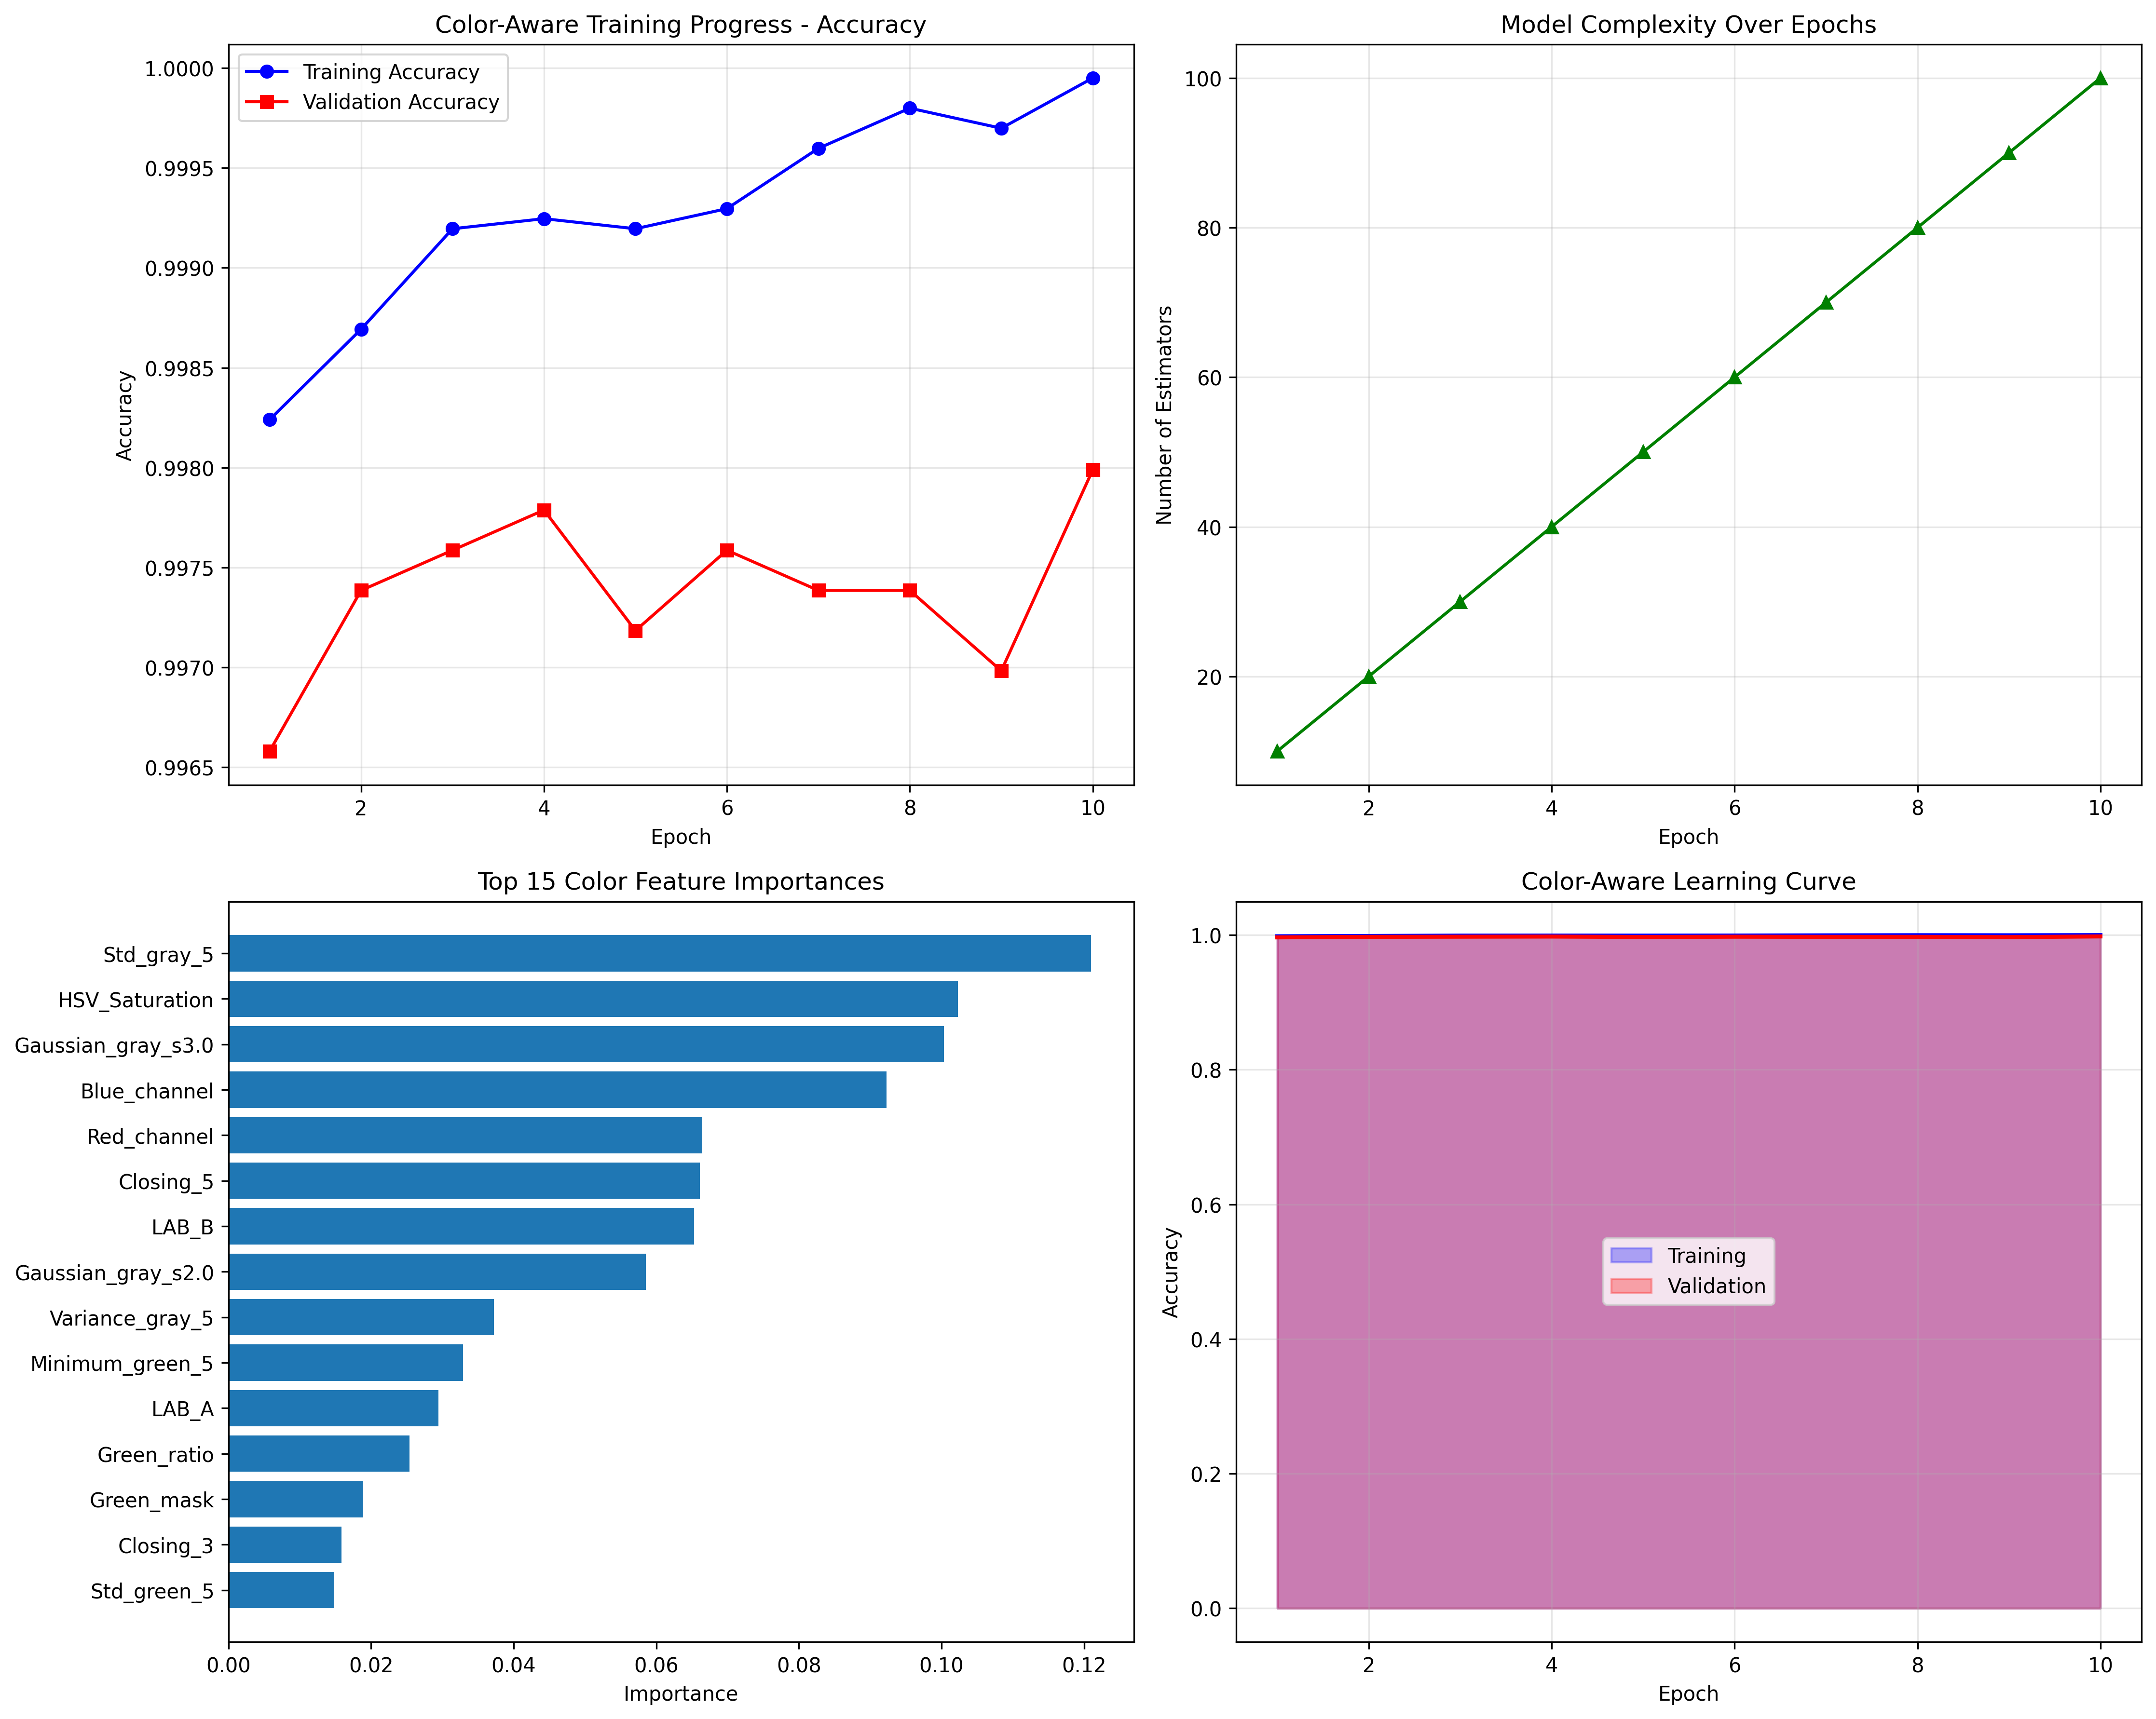 Color-Aware Training Progress - Accuracy
Training Accuracy
Validation Accuracy
1.0000
0.9995
0.9990
0.9985
0.9980
0.9975
0.9970
0.9965
Accuracy
2 4 6 8 10
Epoch
Model Complexity Over Epochs
100
80
60
40
20
Number of Estimators
2 4 6 8 10
Epoch
Top 15 Color Feature Importances
Std_gray_5
HSV_Saturation
Gaussian_gray_s3.0
Blue_channel
Red_channel
Closing_5
LAB_B
Gaussian_gray_s2.0
Variance_gray_5
Minimum_green_5
LAB_A
Green_ratio
Green_mask
Closing_3
Std_green_5
0.00 0.02 0.04 0.06 0.08 0.10 0.12
Importance
Color-Aware Learning Curve
1.0
0.8
0.6
0.4
0.2
0.0
Accuracy
Training
Validation
2 4 6 8 10
Epoch